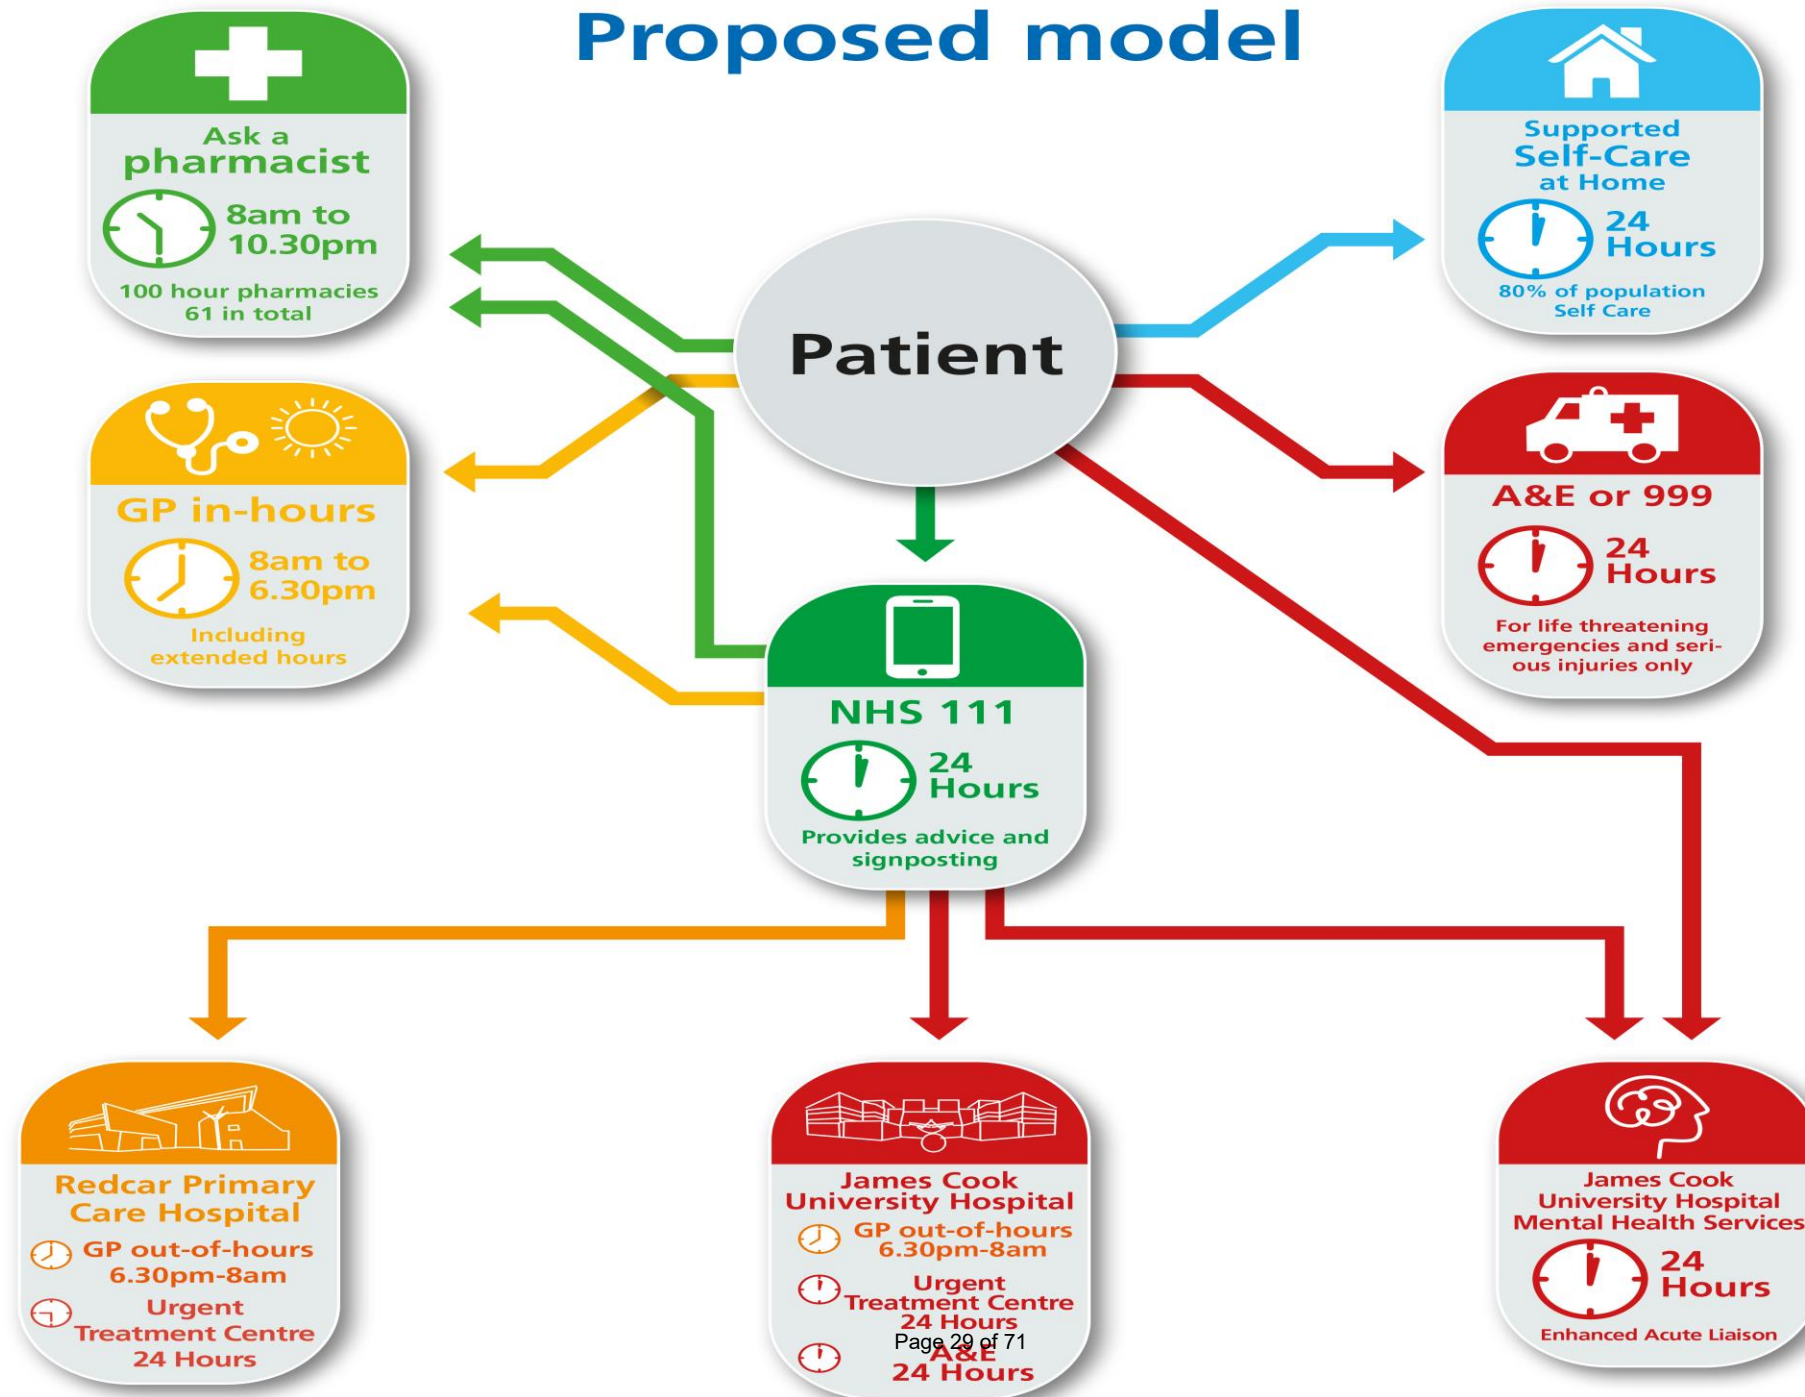 Proposed model
Ask a
pharmacist
8am to
10.30pm
100 hour pharmacies
61 in total
Supported
Self-Care
at Home
24
Hours
80% of population
Self Care
Patient
GP in-hours
8am to
6.30pm
Including
extended hours
A&E or 999
24
Hours
For life threatening
emergencies and seri-
ous injuries only
NHS 111
24
Hours
Provides advice and
signposting
Redcar Primary
Care Hospital
GP out-of-hours
6.30pm-8am
Urgent
Treatment Centre
24 Hours
James Cook
University Hospital
GP out-of-hours
6.30pm-8am
Urgent
Treatment Centre
24 Hours
Page 29 of 71
A&E
24 Hours
James Cook
University Hospital
Mental Health Services
24
Hours
Enhanced Acute Liaison